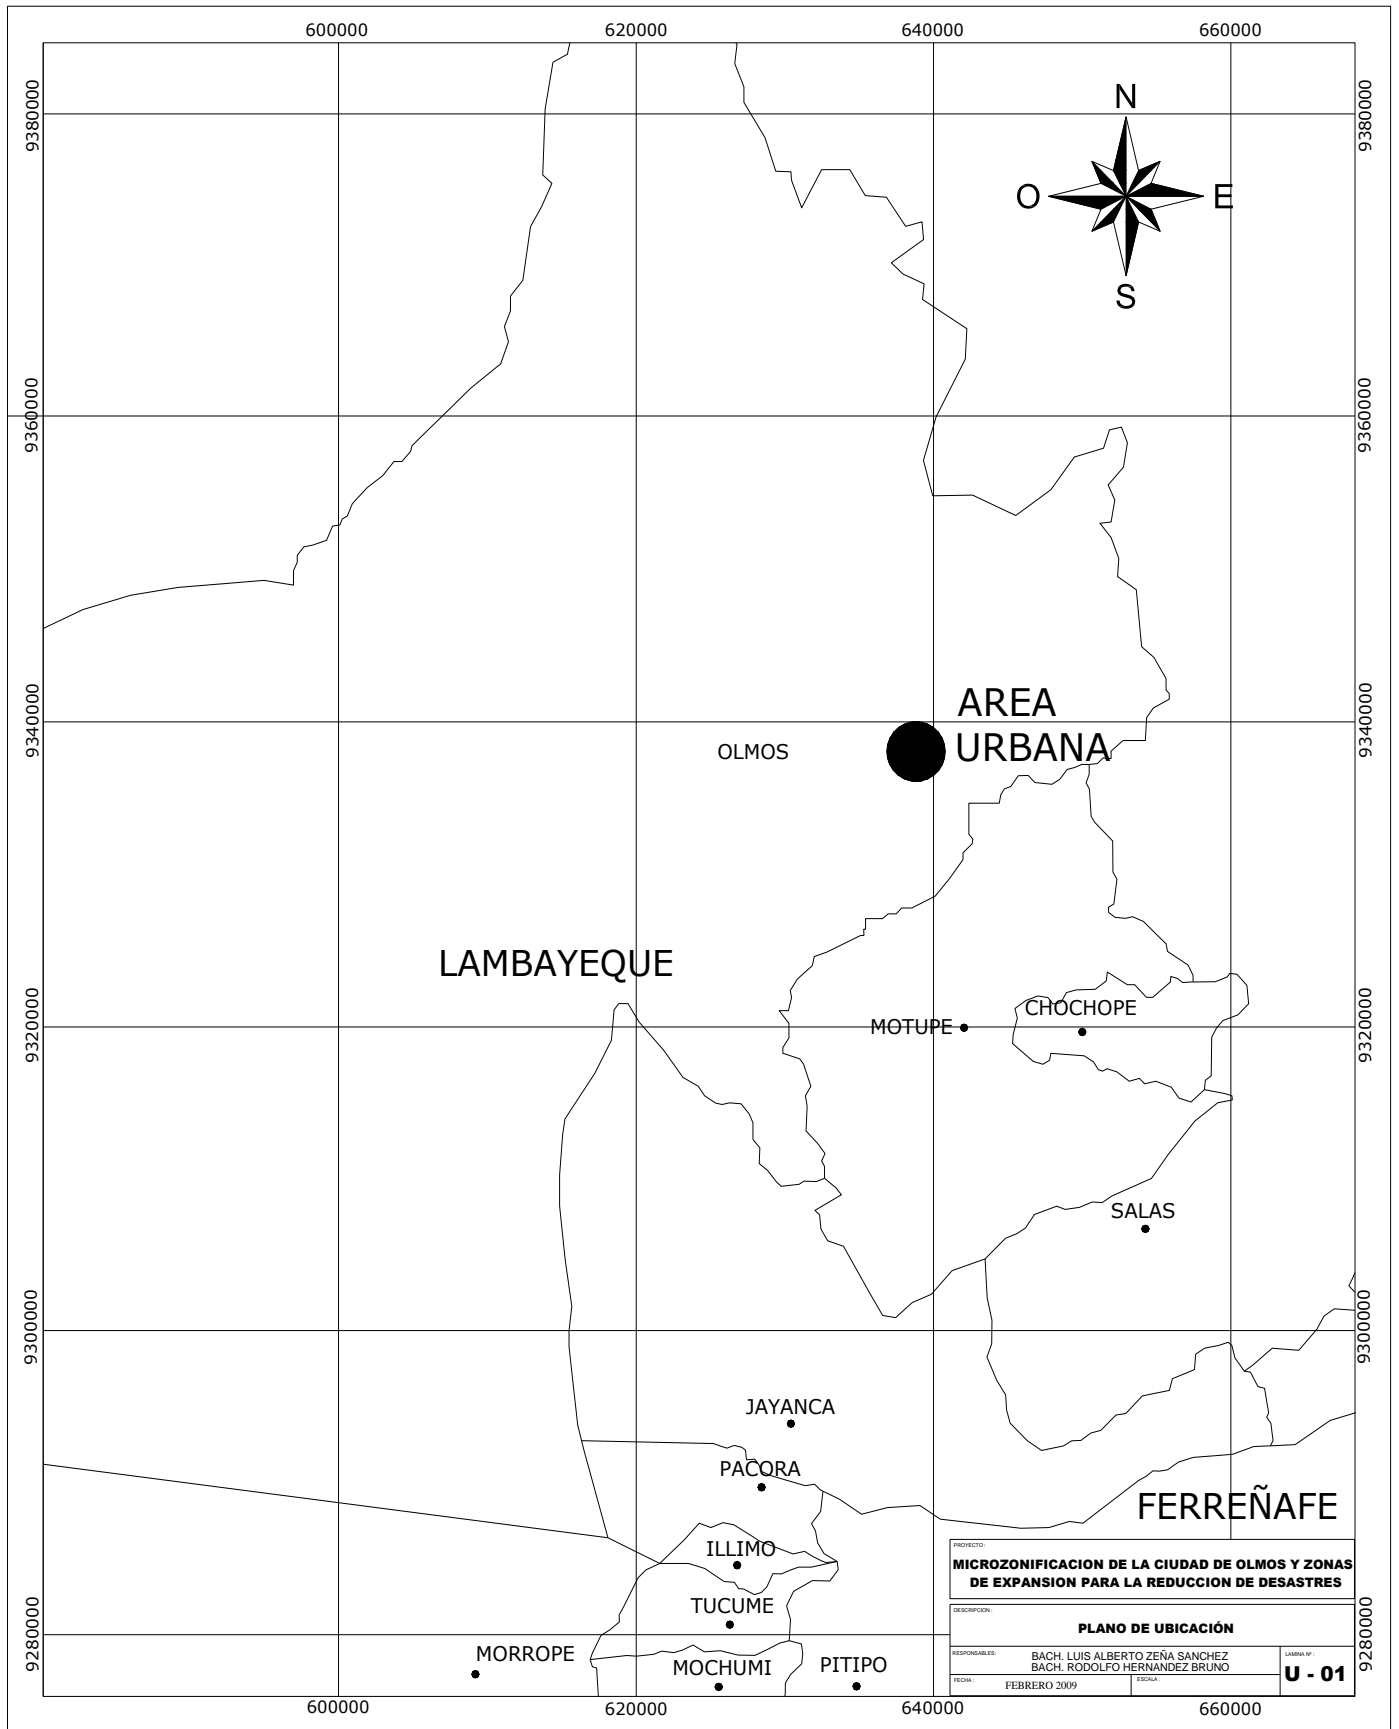 600000
620000
640000
660000
9380000
9380000
N
O
E
S
9360000
9360000
9340000
9340000
AREA
URBANA
OLMOS
LAMBAYEQUE
9320000
9320000
MOTUPE
CHOCHOPE
SALAS
9300000
9300000
JAYANCA
PACORA
FERREÑAFE
ILLIMO
TUCUME
9280000
9280000
MORROPE
MOCHUMI
PITIPO
PROYECTO:
MICROZONIFICACION DE LA CIUDAD DE OLMOS Y ZONAS
DE EXPANSION PARA LA REDUCCION DE DESASTRES
DESCRIPCION:
PLANO DE UBICACIÓN
RESPONSABLES:
BACH. LUIS ALBERTO ZEÑA SANCHEZ
BACH. RODOLFO HERNANDEZ BRUNO
LAMINA Nº:
U - 01
FECHA:
FEBRERO 2009
ESCALA:
600000
620000
640000
660000